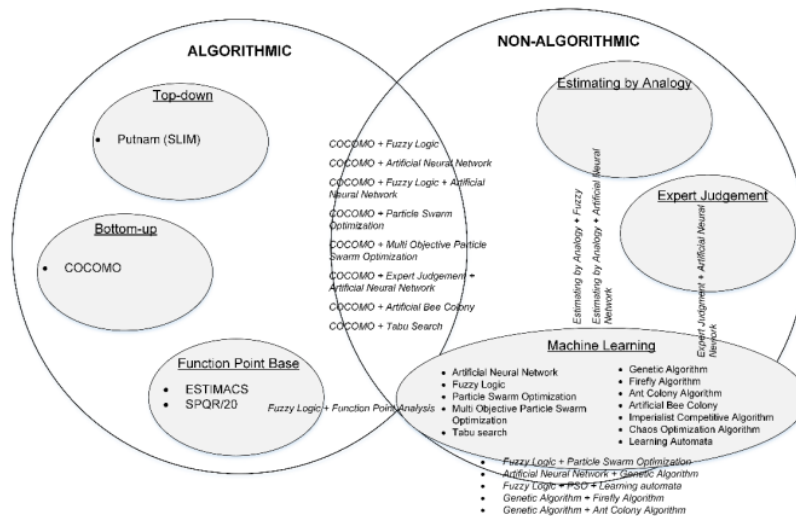 ALGORITHMIC
Top-down
• Putnam (SLIM)
Bottom-up
• COCOMO
Function Point Base
• ESTIMACS
• SPQR/20
COCOMO + Fuzzy Logic
COCOMO + Artificial Neural Network
COCOMO + Fuzzy Logic + Artificial
Neural Network
COCOMO + Particle Swarm
Optimization
COCOMO + Multi Objective Particle
Swarm Optimization
COCOMO + Expert Judgement +
Artificial Neural Network
COCOMO + Artificial Bee Colony
COCOMO + Tabu Search
Fuzzy Logic + Function Point Analysis
NON-ALGORITHMIC
Estimating by Analogy
Expert Judgement
Estimating by Analogy + Fuzzy
Estimating by Analogy + Artificial Neural
Network
Expert Judgment + Artificial Neural
Nework
Machine Learning
• Artificial Neural Network
• Fuzzy Logic
• Particle Swarm Optimization
• Multi Objective Particle Swarm
Optimization
• Tabu search
• Genetic Algorithm
• Firefly Algorithm
• Ant Colony Algorithm
• Artificial Bee Colony
• Imperialist Competitive Algorithm
• Chaos Optimization Algorithm
• Learning Automata
• Fuzzy Logic + Particle Swarm Optimization
• Artificial Neural Network + Genetic Algorithm
• Fuzzy Logic + PSO + Learning automata
• Genetic Algorithm + Firefly Algorithm
• Genetic Algorithm + Ant Colony Algorithm